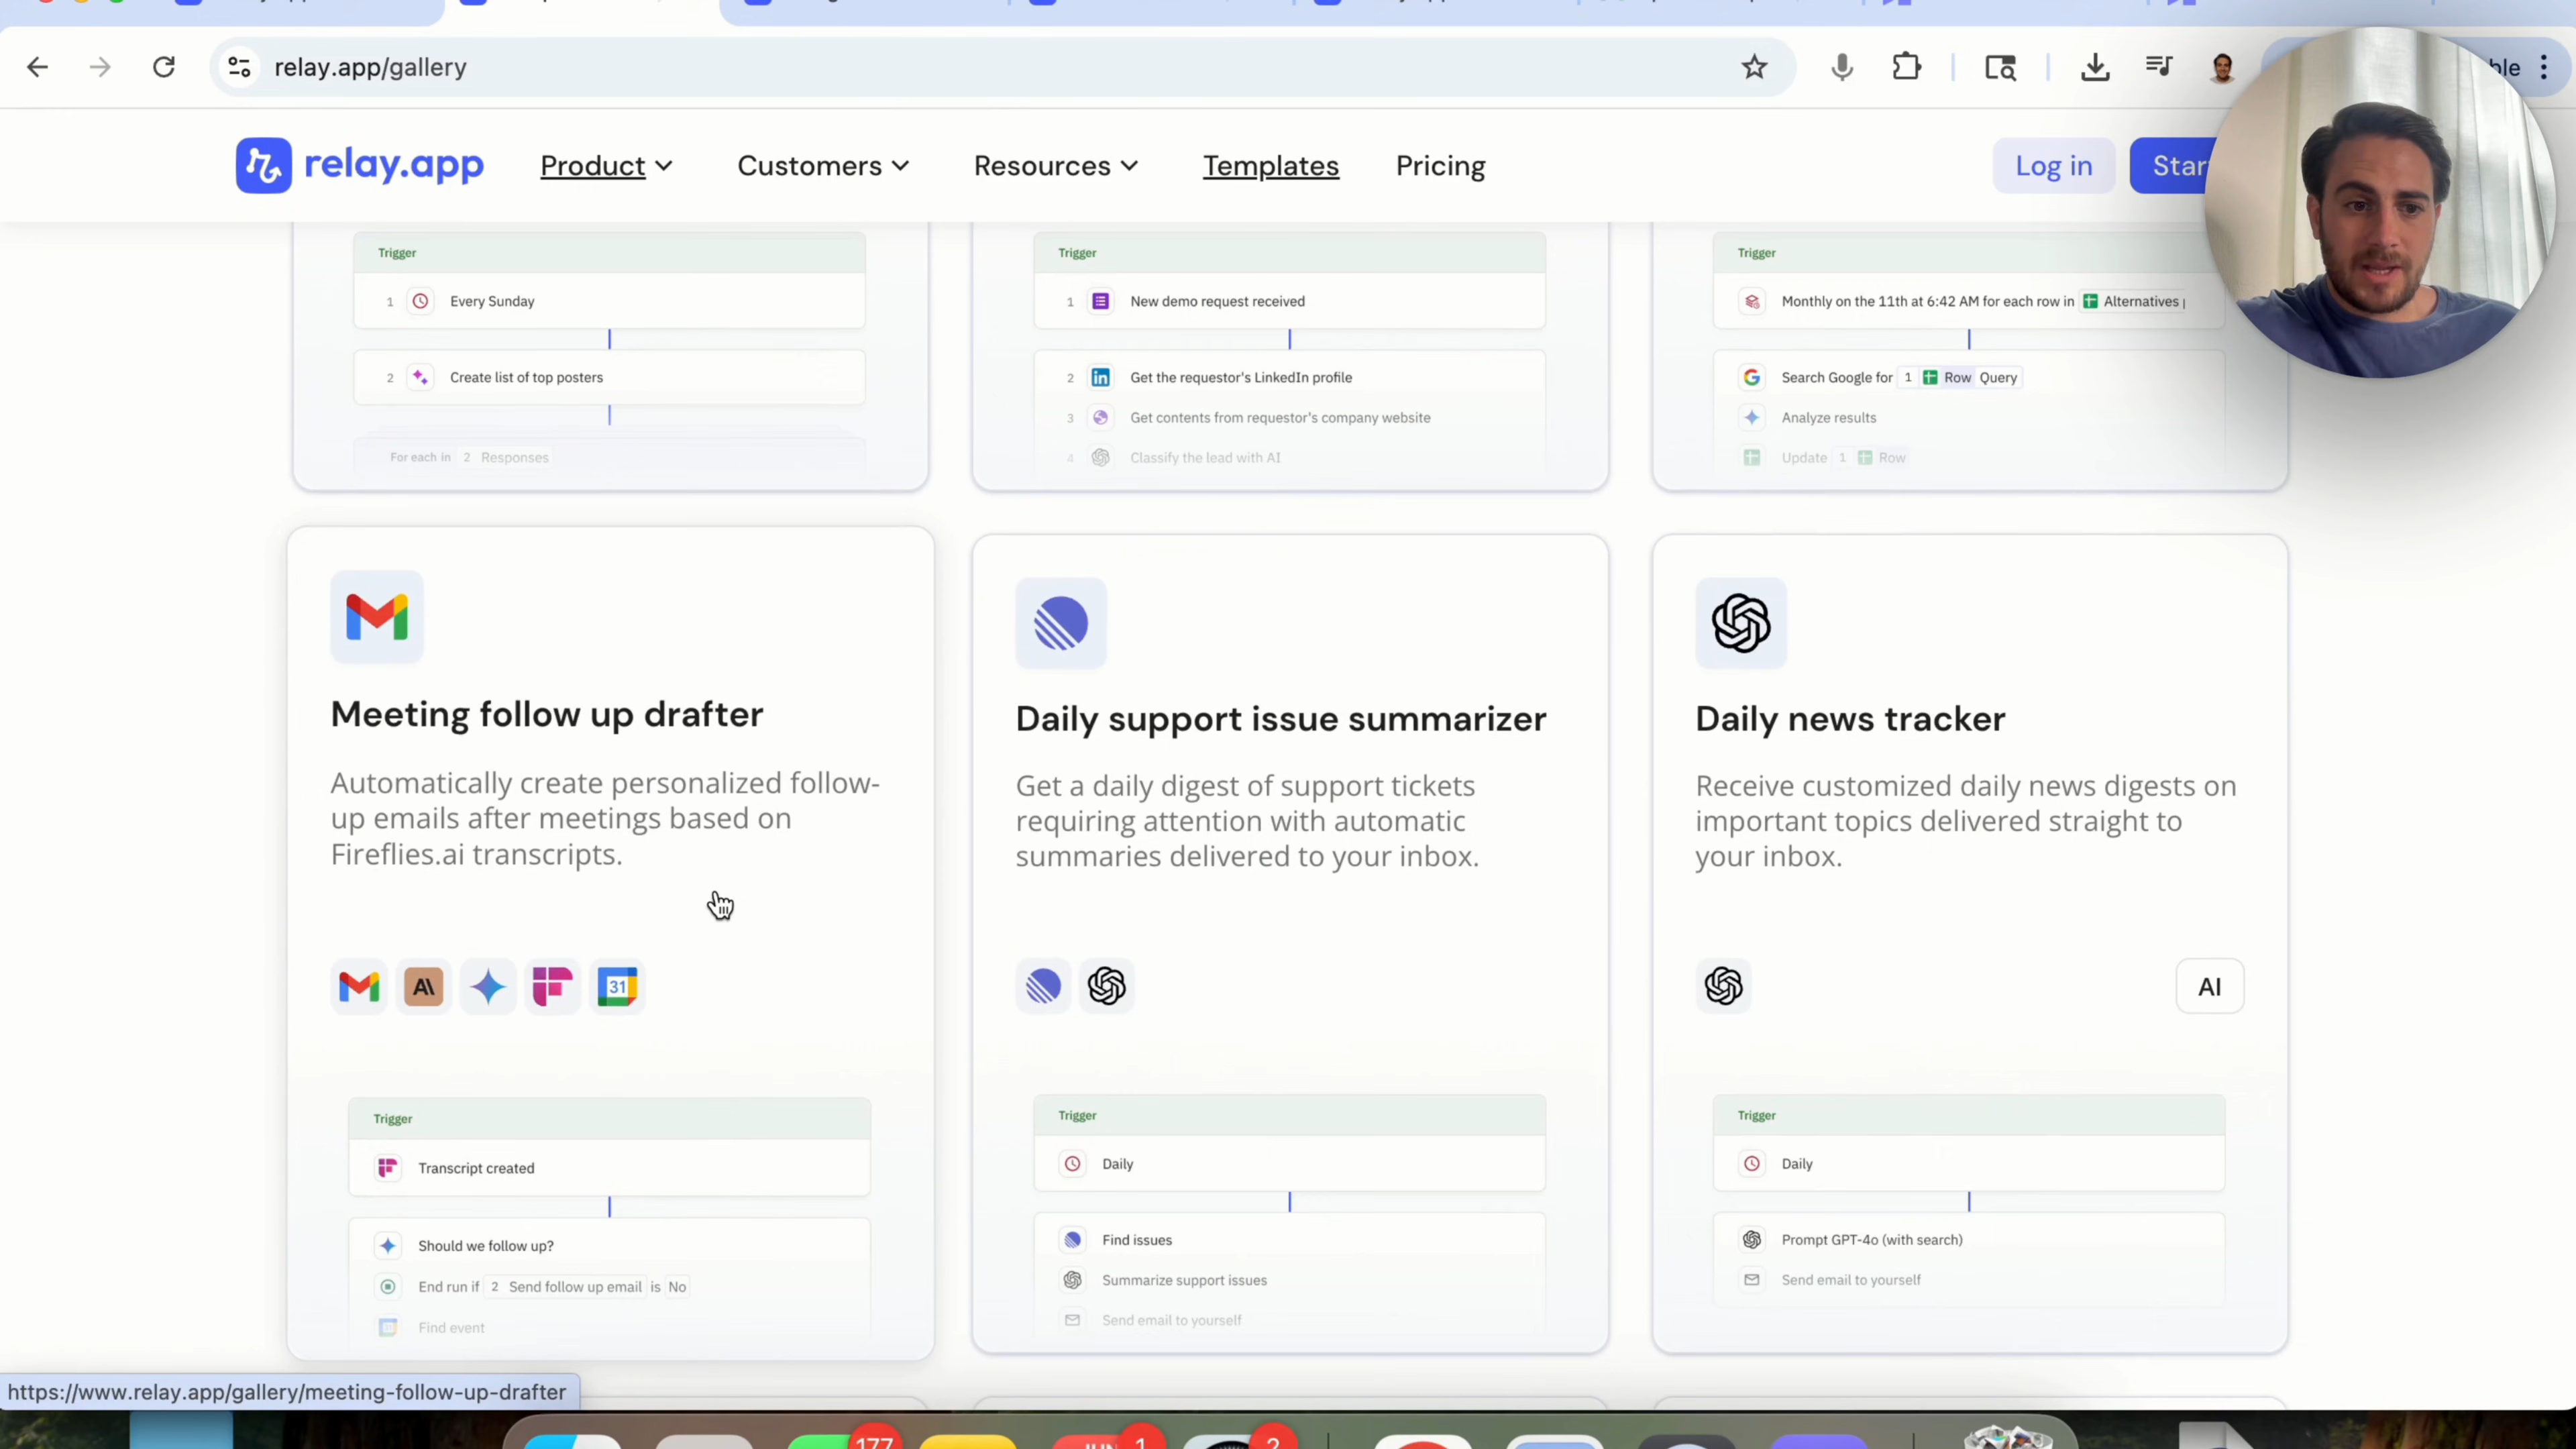 relay.app/gallery
ble
relay.app
Product
Customers
Resources
Templates
Pricing
Log in
Star
Trigger
1 Every Sunday
2 Create list of top posters
For each in 2 Responses
Trigger
1 New demo request received
2 Get the requestor's LinkedIn profile
3 Get contents from requestor's company website
4 Classify the lead with AI
Trigger
Monthly on the 11th at 6:42 AM for each row in Alternatives
Search Google for 1 Row Query
Analyze results
Update 1 Row
Meeting follow up drafter
Automatically create personalized follow-
up emails after meetings based on
Fireflies.ai transcripts.
31
Trigger
Transcript created
Should we follow up?
End run if 2 Send follow up email is No
Find event
Daily support issue summarizer
Get a daily digest of support tickets
requiring attention with automatic
summaries delivered to your inbox.
Trigger
Daily
Find issues
Summarize support issues
Send email to yourself
Daily news tracker
Receive customized daily news digests on
important topics delivered straight to
your inbox.
AI
Trigger
Daily
Prompt GPT-4o (with search)
Send email to yourself
https://www.relay.app/gallery/meeting-follow-up-drafter
177
JUN
1
2